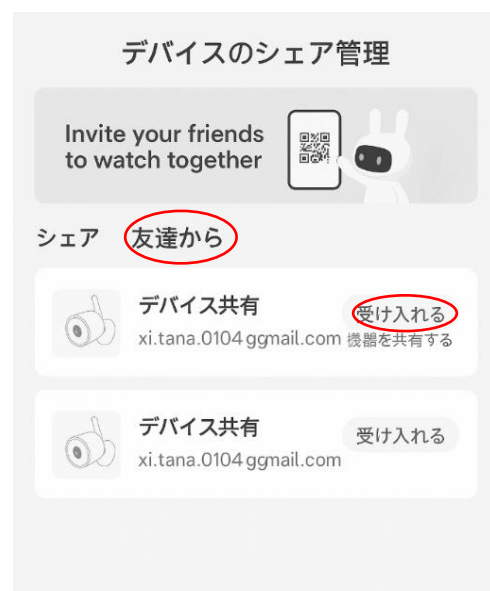 デバイスのシェア管理
Invite your friends
to watch together
シェア 友達から
デバイス共有
受け入れる
xi.tana.0104ggmail.com 機器を共有する
デバイス共有
受け入れる
xi.tana.0104ggmail.com